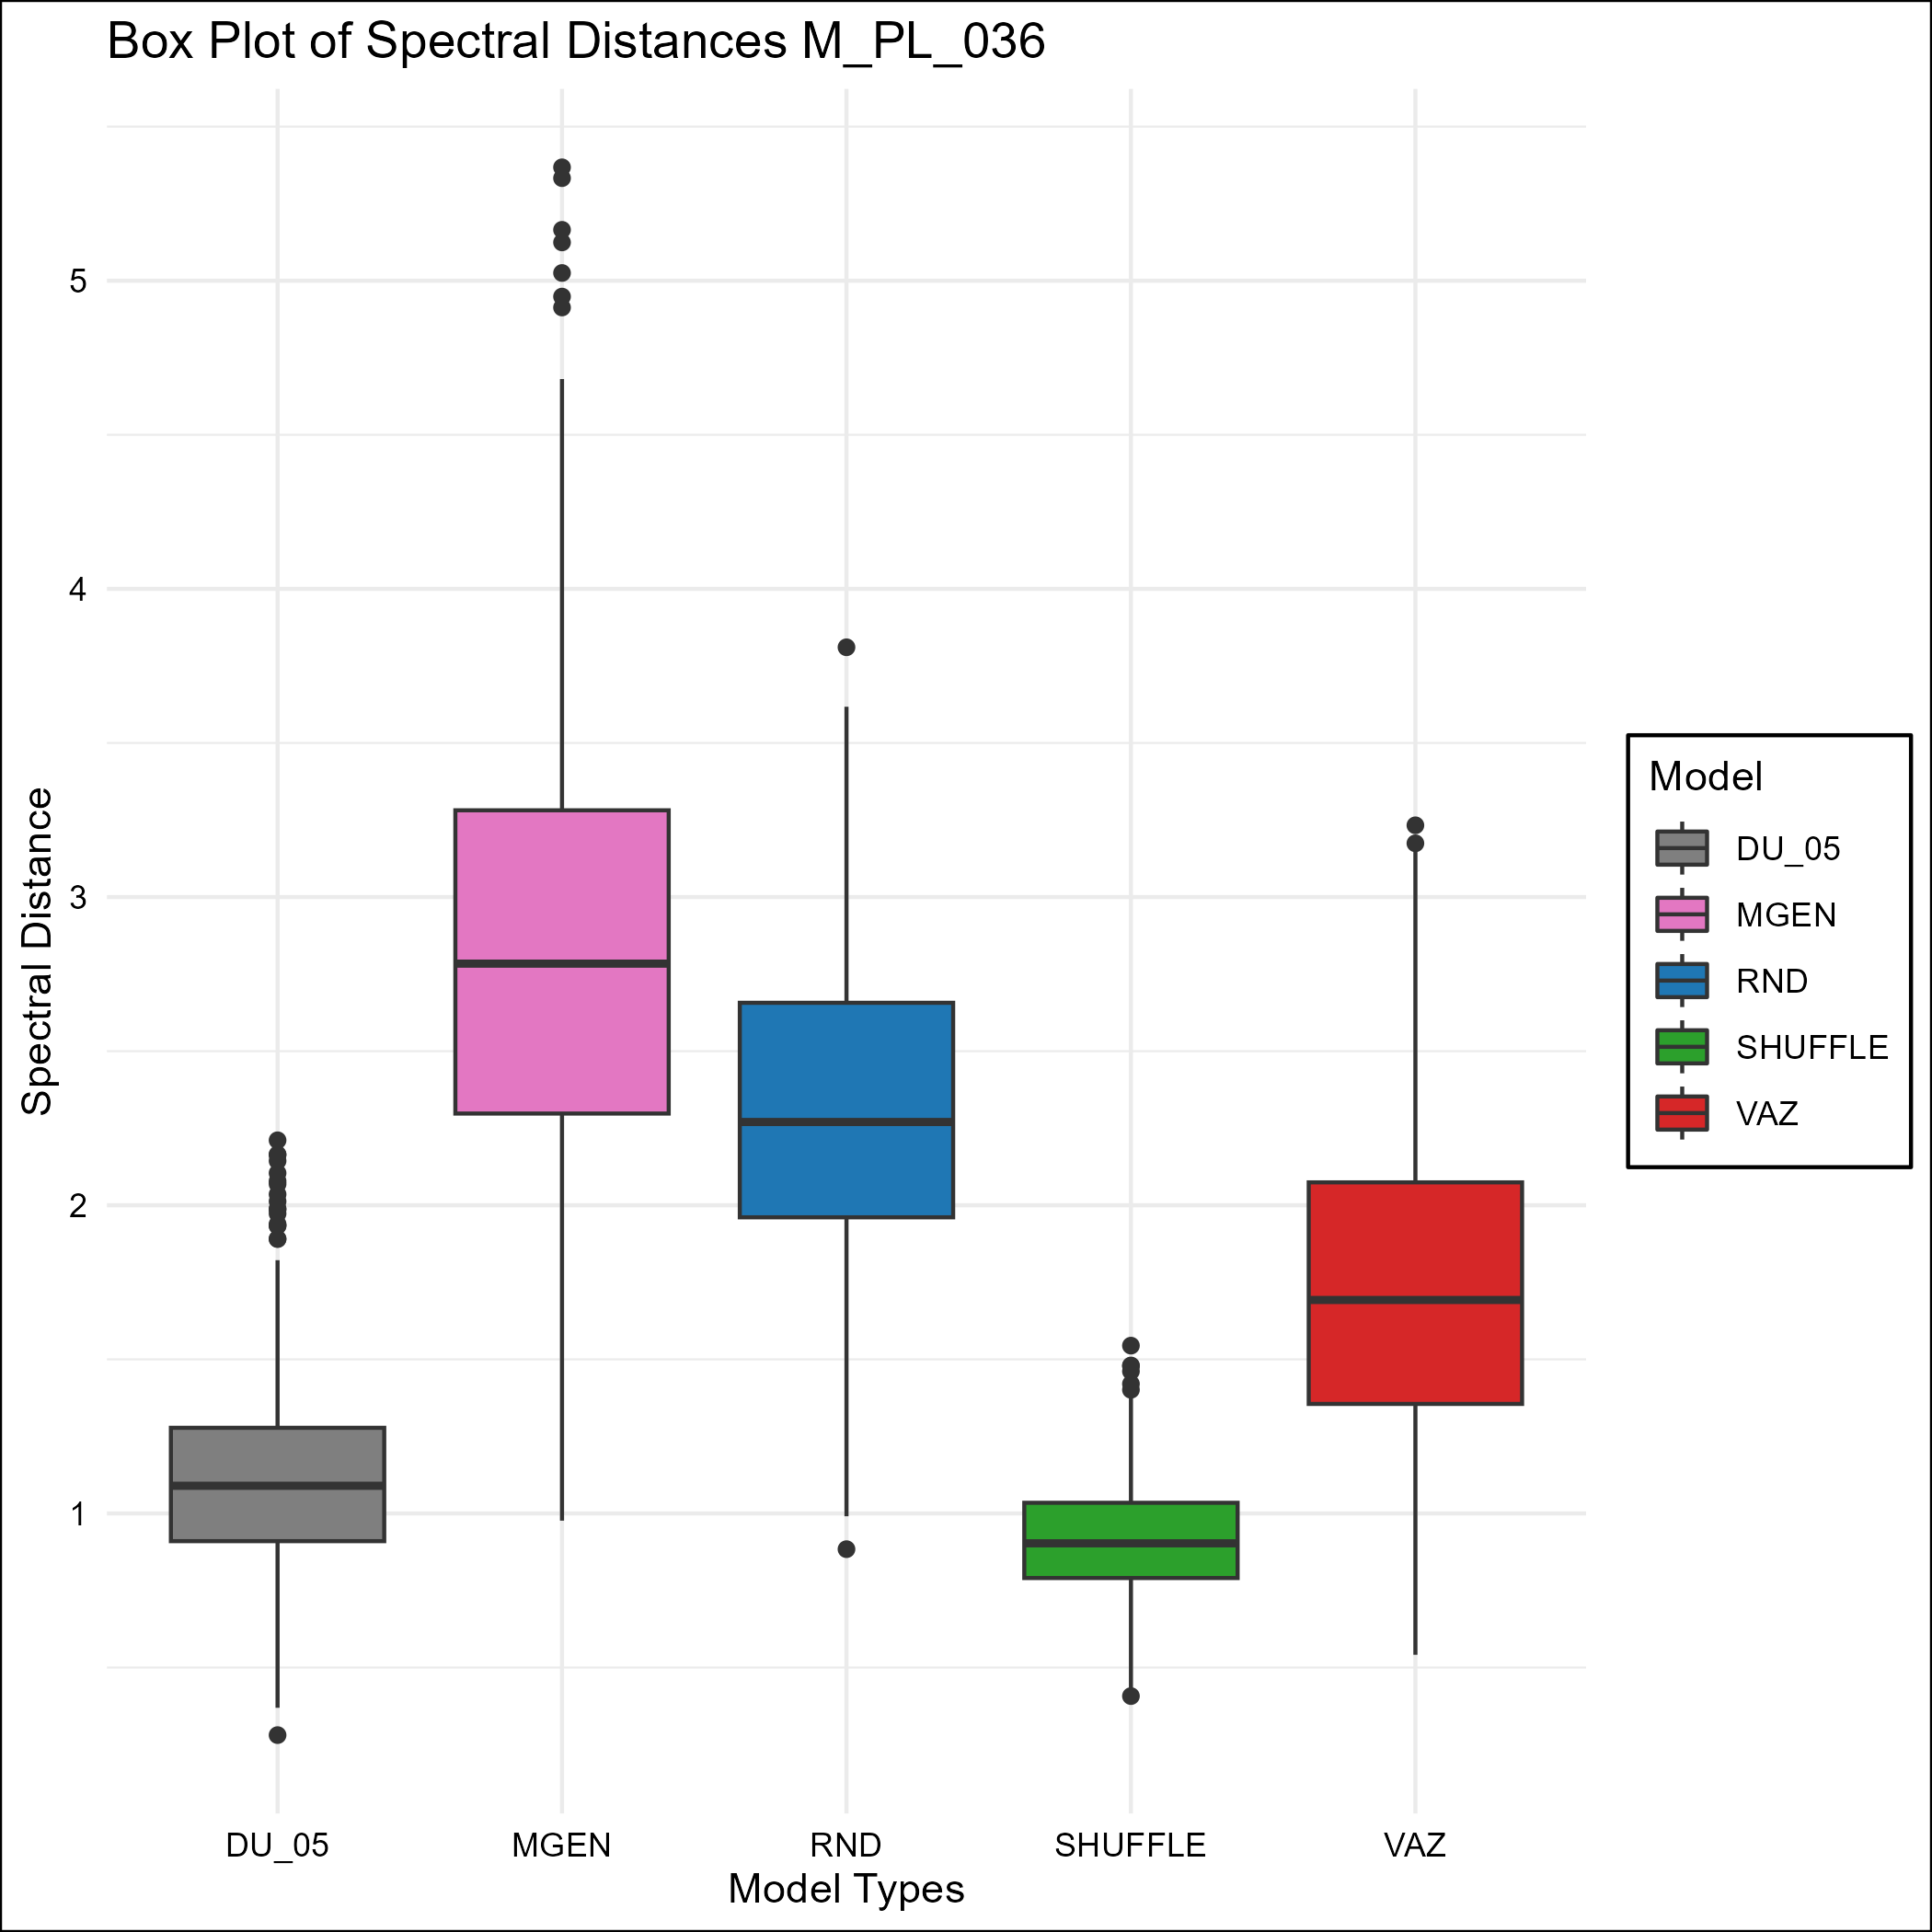 Box Plot of Spectral Distances M_PL_036
Spectral Distance
5
4
3
2
1
DU_05
MGEN
RND
SHUFFLE
VAZ
Model Types
Model
DU_05
MGEN
RND
SHUFFLE
VAZ